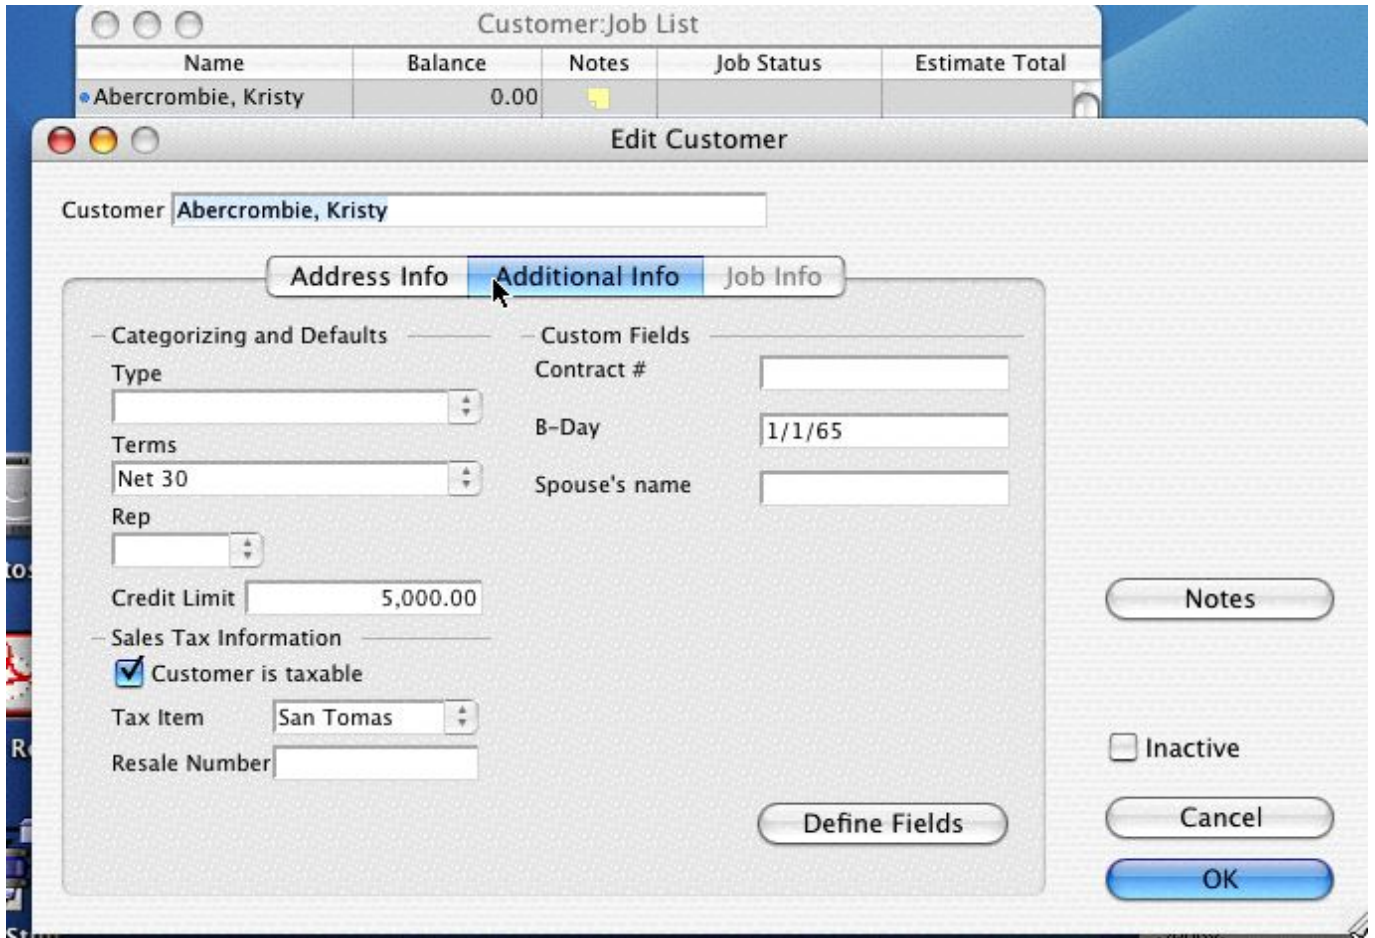 Customer:Job List
Name Balance Notes Job Status Estimate Total
Abercrombie, Kristy 0.00
Edit Customer
Customer Abercrombie, Kristy
Address Info Additional Info Job Info
Categorizing and Defaults
Type
Terms
Net 30
Rep
Credit Limit 5,000.00
Sales Tax Information
Customer is taxable
Tax Item San Tomas
Resale Number
Custom Fields
Contract #
B-Day 1/1/65
Spouse's name
Define Fields
Notes
Inactive
Cancel
OK